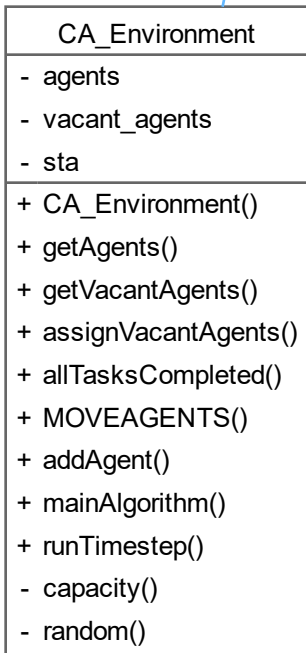 CA_Environment
- agents
- vacant_agents
- sta
+ CA_Environment()
+ getAgents()
+ getVacantAgents()
+ assignVacantAgents()
+ allTasksCompleted()
+ MOVEAGENTS()
+ addAgent()
+ mainAlgorithm()
+ runTimestep()
- capacity()
- random()